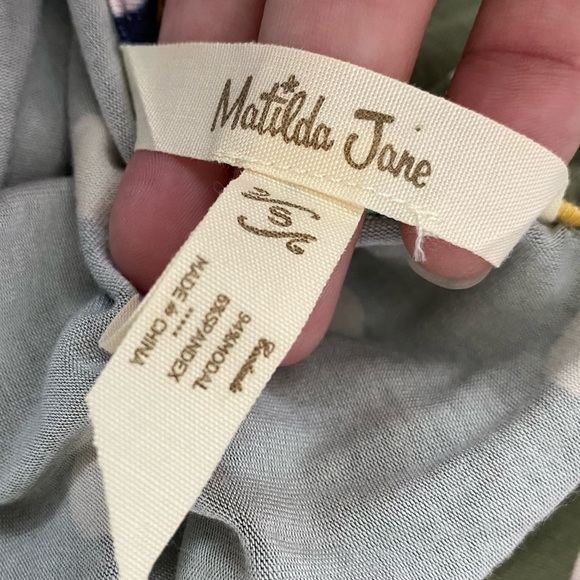 Matilda Jane
S
94%MODAL
6%SPANDEX
MADE in CHINA